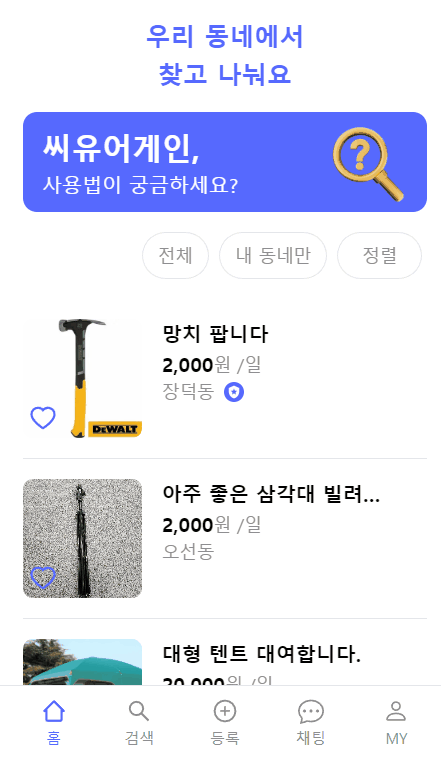 우리 동네에서
찾고 나눠요
씨유어게인,
사용법이 궁금하세요?
전체
내 동네만
정렬
망치 팝니다
2,000원 /일
장덕동
DEWALT
아주 좋은 삼각대 빌려...
2,000원 /일
오선동
대형 텐트 대여합니다.
20,000원 /일
홈
검색
등록
채팅
MY